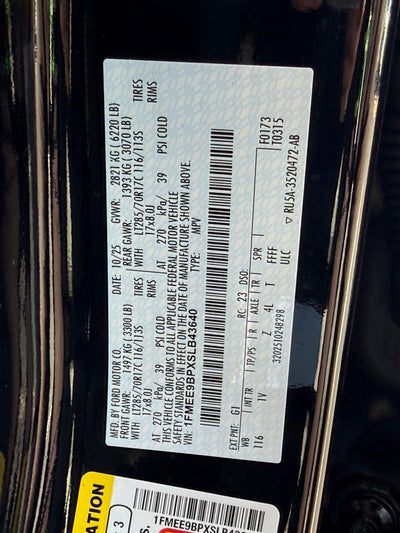 MFD. BY FORD MOTOR CO.
DATE: 10/25 GVWR: 2821 KG ( 6220 LB)
FRONT GAWR: 1497 KG (3300 LB) REAR GAWR: 1393 KG ( 3070 LB)
WITH LT285/70R17C 116/113S TIRES WITH LT285/70R17C 116/113S TIRES
17x8.0J RIMS 17x8.0J RIMS
AT 270 kPa/ 39 PSI COLD AT 270 kPa/ 39 PSI COLD
THIS VEHICLE CONFORMS TO ALL APPLICABLE FEDERAL MOTOR VEHICLE
SAFETY STANDARDS IN EFFECT ON THE DATE OF MANUFACTURE SHOWN ABOVE.
1FMEE9BPXSLB43640 TYPE: MPV
F0173
T0315
EXT PNT: G1 RC: 23 DSO:
WB INT TR TP/PS R AXLE TR SPR
116 1V Z 4L T FFFF
ULC
3202510248298 ▽ RU5A-3520472-AB
ATION
3
1FMEE9BPXSLB436